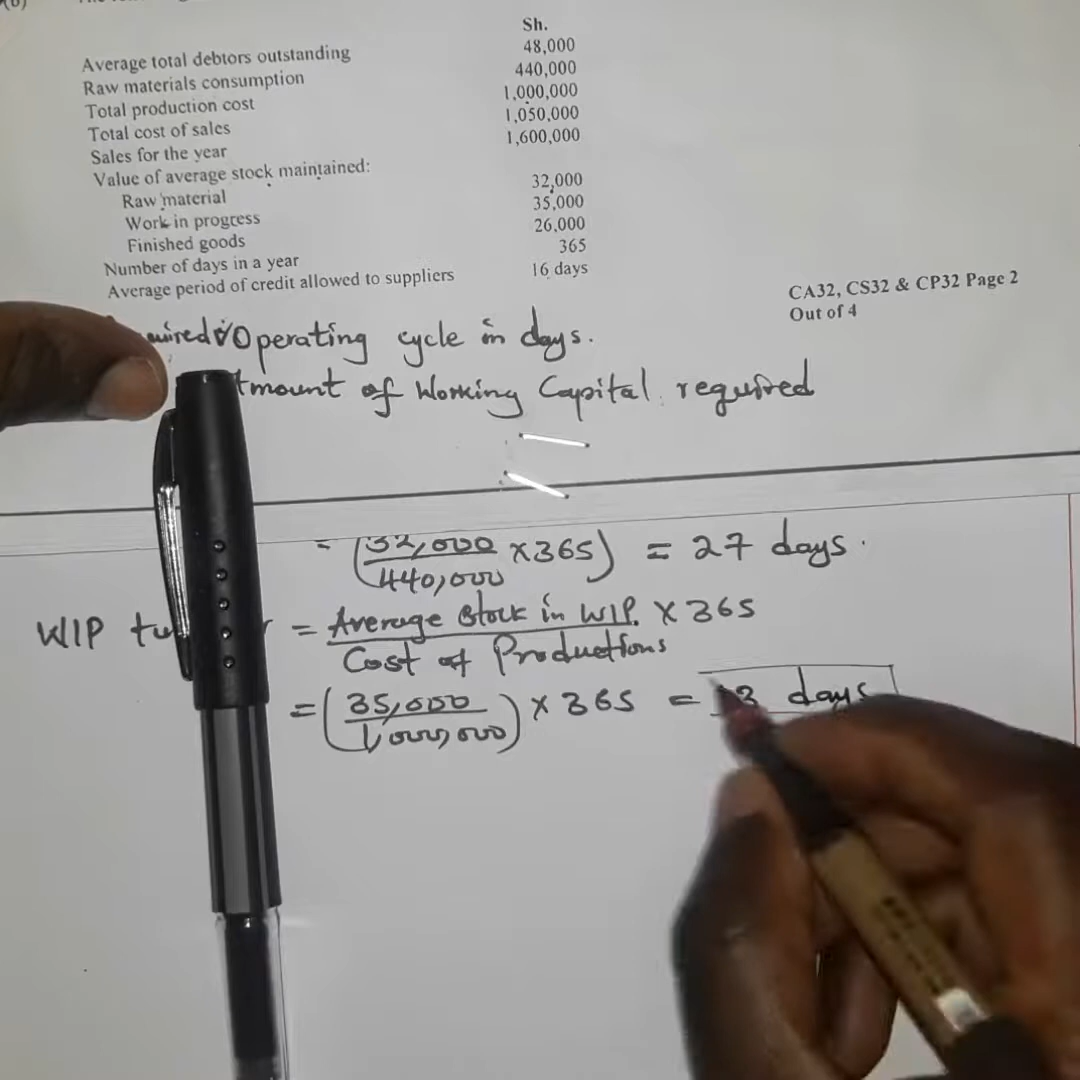 (b)
Sh.
Average total debtors outstanding 48,000
Raw materials consumption 440,000
Total production cost 1,000,000
Total cost of sales 1,050,000
Sales for the year 1,600,000
Value of average stock maintained:
Raw material 32,000
Work in progress 35,000
Finished goods 26,000
Number of days in a year 365
Average period of credit allowed to suppliers 16 days
CA32, CS32 & CP32 Page 2
Out of 4
Operating cycle in days.
of Working Capital required
= (32,000 / 440,000 x 365) = 27 days.
WIP = Average Stock in WIP. x 365
Cost of Productions
= (35,000 / 1,000,000) x 365 = days